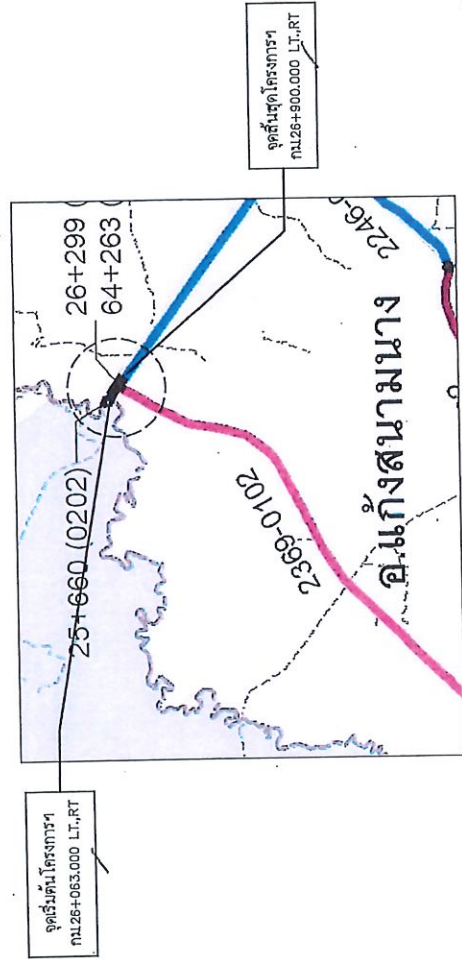 จุดเริ่มต้นโครงการฯ
กม.26+063.000 LT.,RT
25+660 (0202)
26+299 (
64+263 (
จุดสิ้นสุดโครงการฯ
กม.26+900.000 LT.,RT
2369-0102
2246-0
อ.แก้งสนามนาง